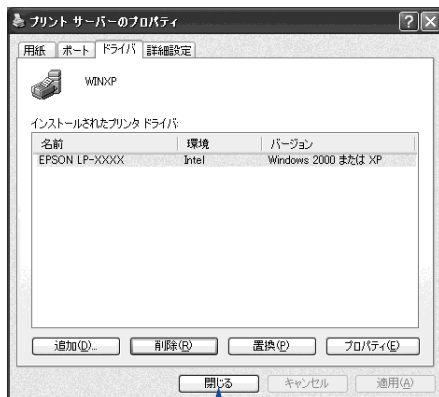 プリント サーバーのプロパティ
用紙 ポート ドライバ 詳細設定
WINXP
インストールされたプリンタ ドライバ:
名前 環境 バージョン
EPSON LP-XXXX Intel Windows 2000 または XP
追加(D)... 削除(R) 置換(P) プロパティ(E)
閉じる キャンセル 適用(A)